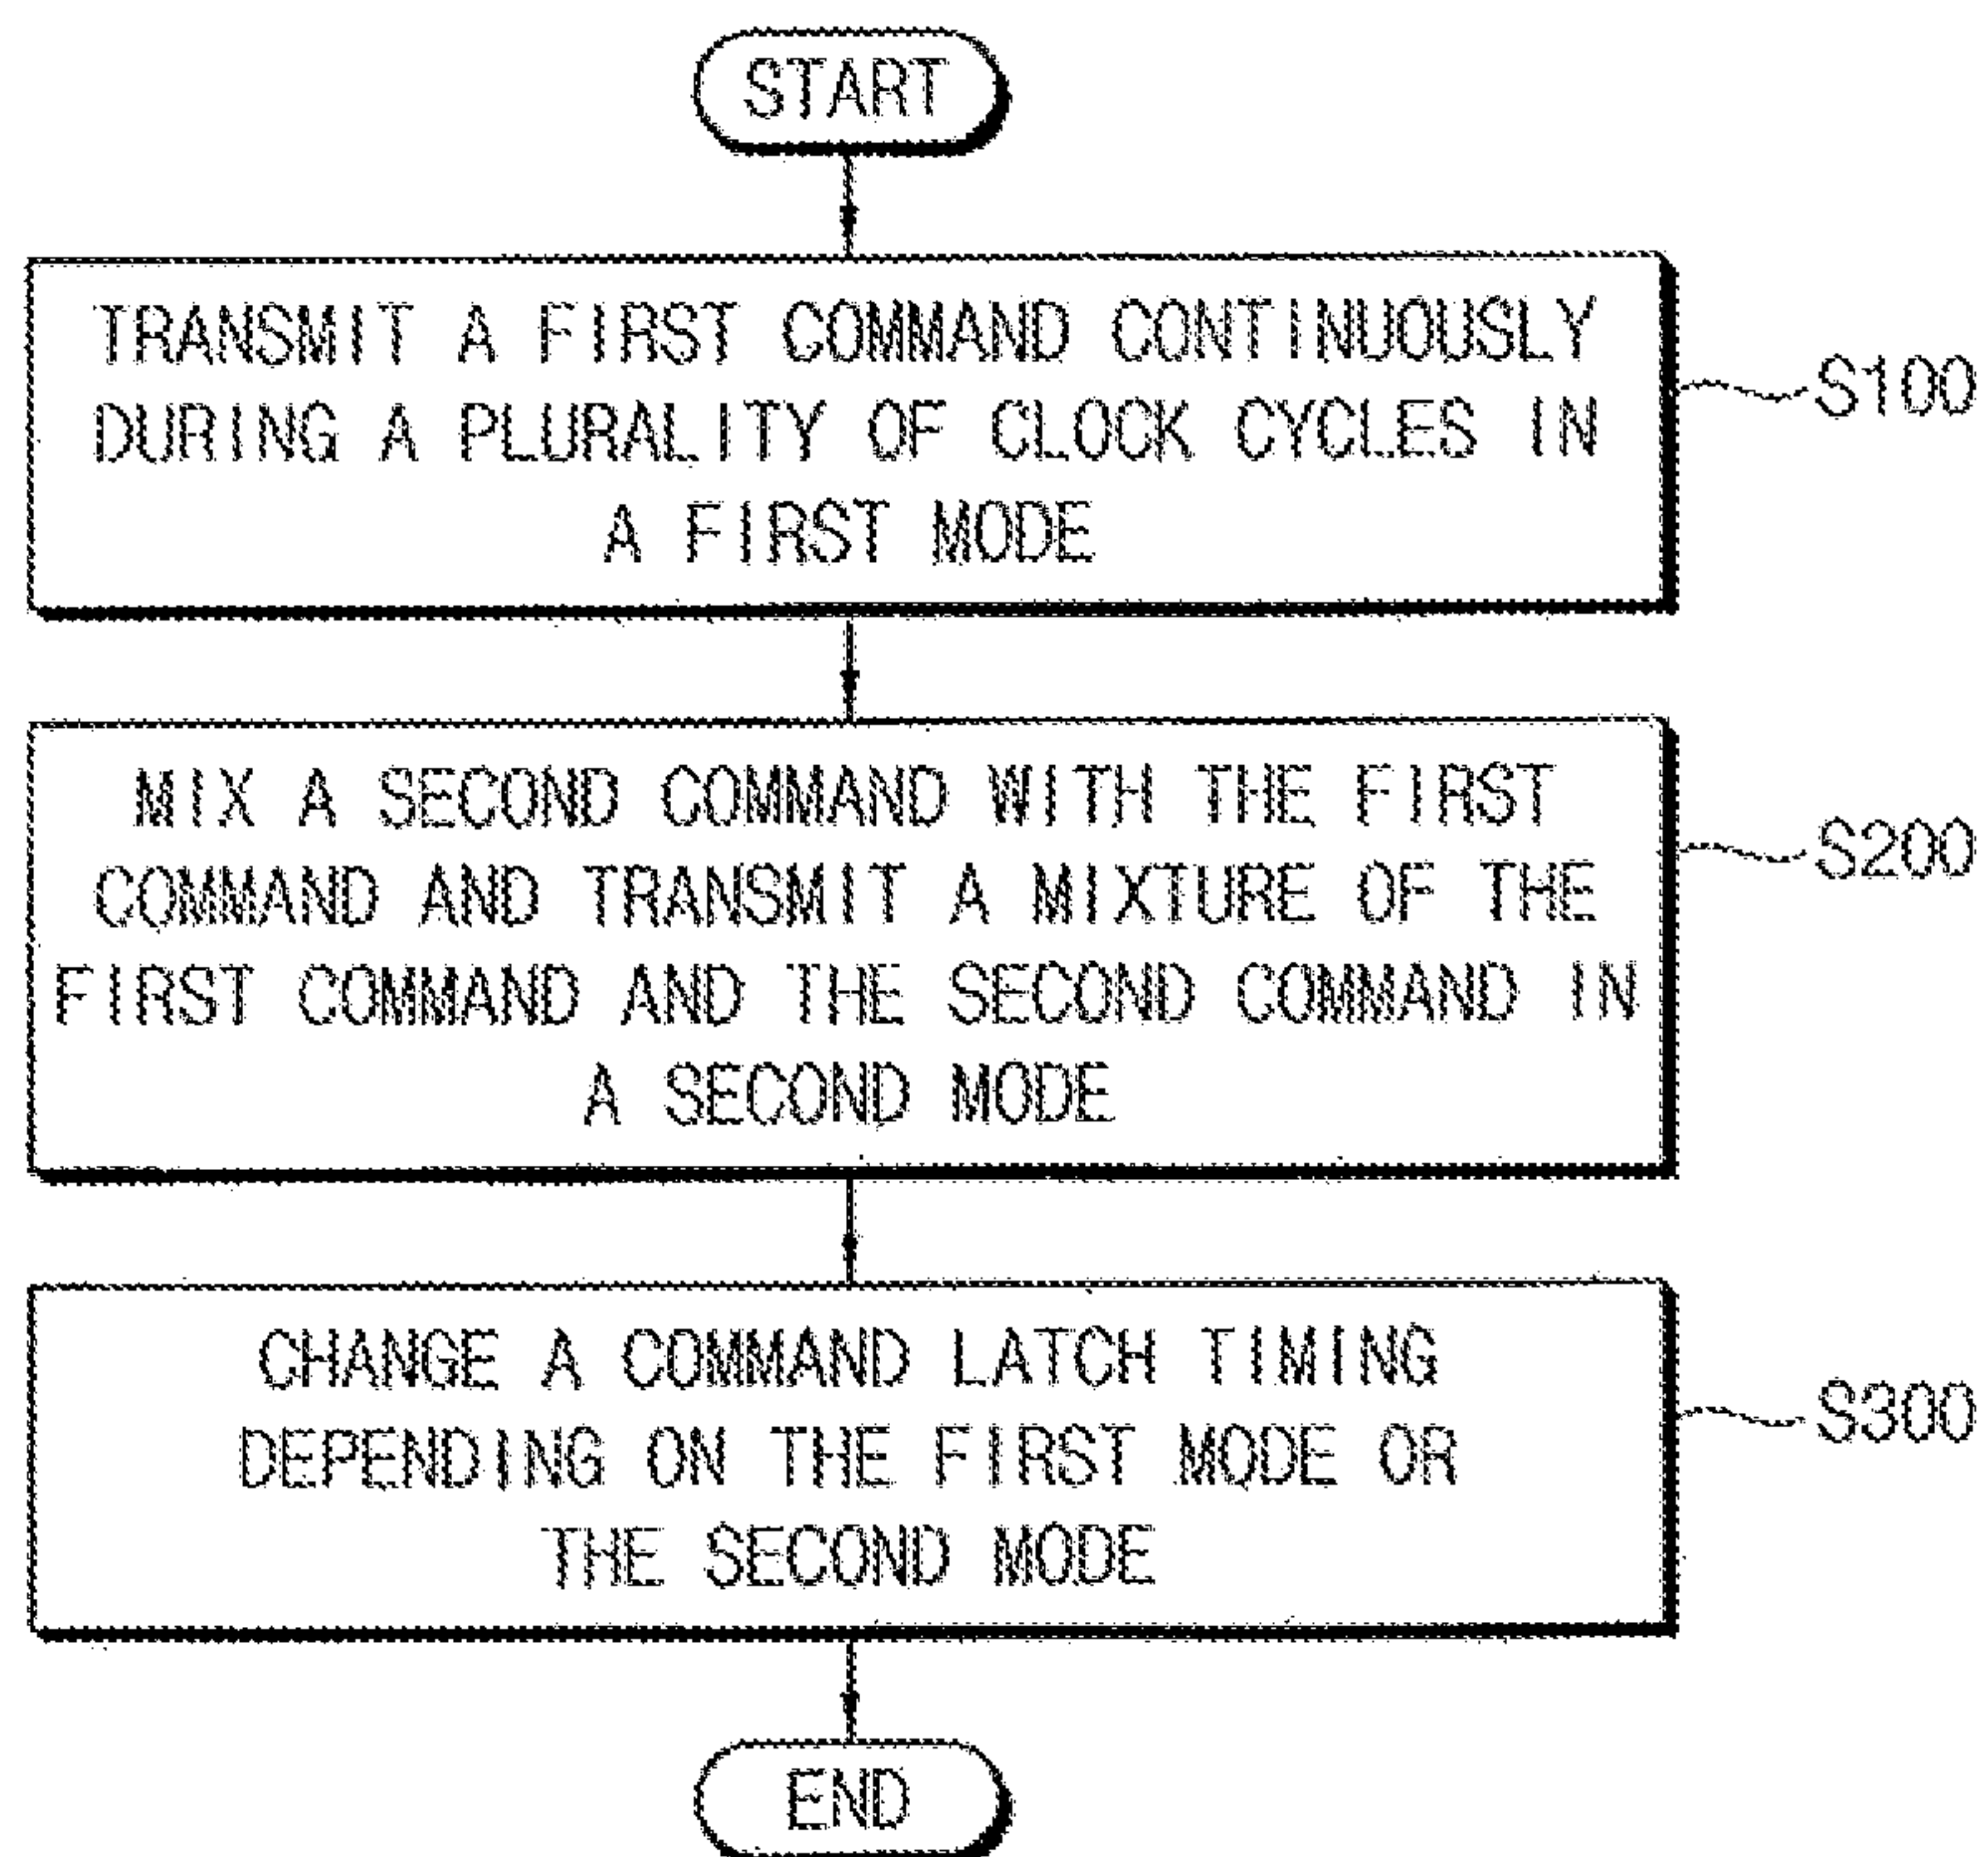 START
TRANSMIT A FIRST COMMAND CONTINUOUSLY
DURING A PLURALITY OF CLOCK CYCLES IN
A FIRST MODE
S100
MIX A SECOND COMMAND WITH THE FIRST
COMMAND AND TRANSMIT A MIXTURE OF THE
FIRST COMMAND AND THE SECOND COMMAND IN
A SECOND MODE
S200
CHANGE A COMMAND LATCH TIMING
DEPENDING ON THE FIRST MODE OR
THE SECOND MODE
S300
END